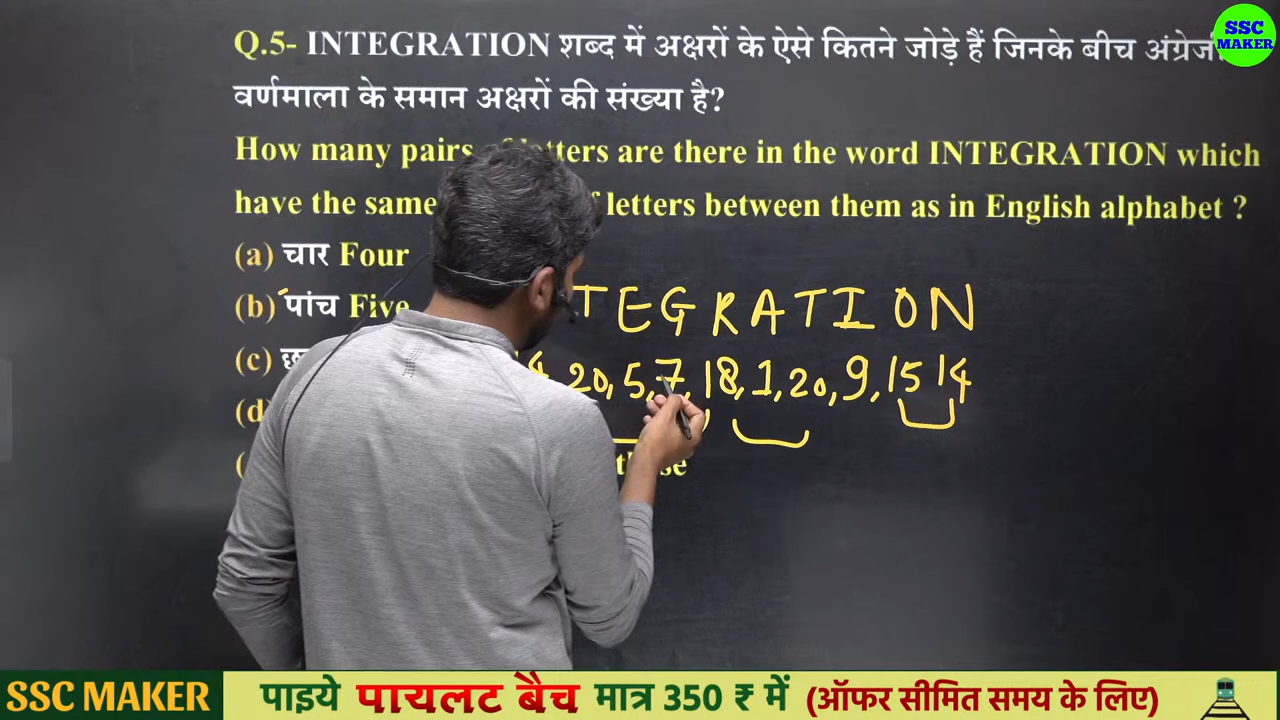 SSC
MAKER
Q.5- INTEGRATION शब्द में अक्षरों के ऐसे कितने जोड़े हैं जिनके बीच अंग्रेजी
वर्णमाला के समान अक्षरों की संख्या है?
How many pairs letters are there in the word INTEGRATION which
have the same letters between them as in English alphabet ?
(a) चार Four
(b) पांच Five
(c)
T E G R A T I O N
20, 5, 7, 18, 1, 20, 9, 15 14
SSC MAKER पाइये पायलट बैच मात्र 350 ₹ में (ऑफर सीमित समय के लिए)